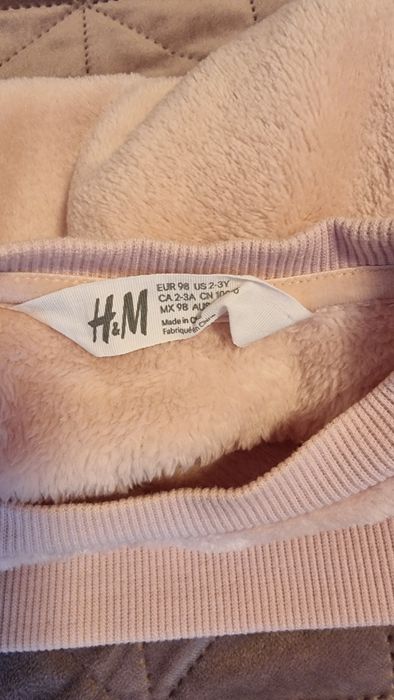 H&M
EUR 98 US 2-3Y
CA 2-3A CN
MX 98
Made in
Fabriqué en